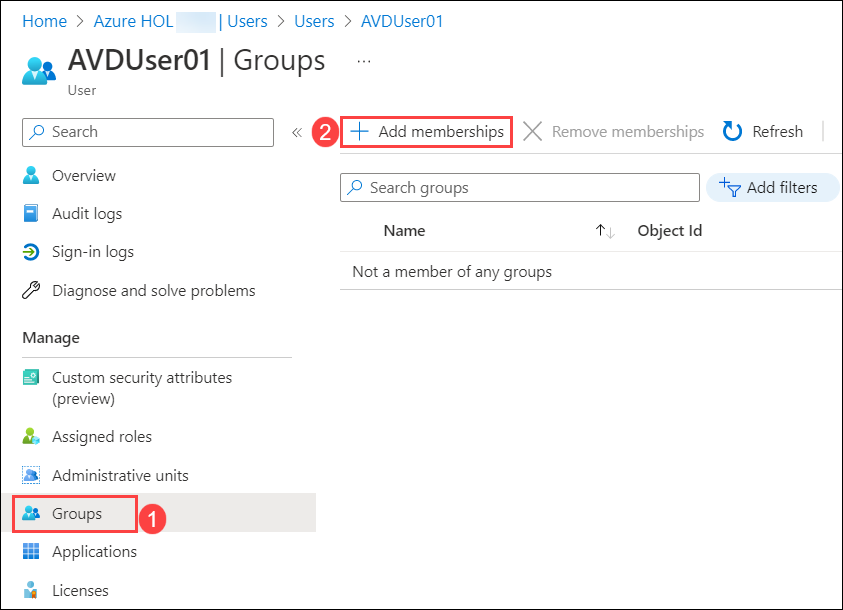 Home > Azure HOL | Users > Users > AVDUser01
AVDUser01 | Groups ...
User
Search
«
2
+ Add memberships
Remove memberships
Refresh
Overview
Audit logs
Sign-in logs
Diagnose and solve problems
Manage
Custom security attributes
(preview)
Assigned roles
Administrative units
Groups
1
Applications
Licenses
Search groups
Add filters
Name ↑↓ Object Id
Not a member of any groups